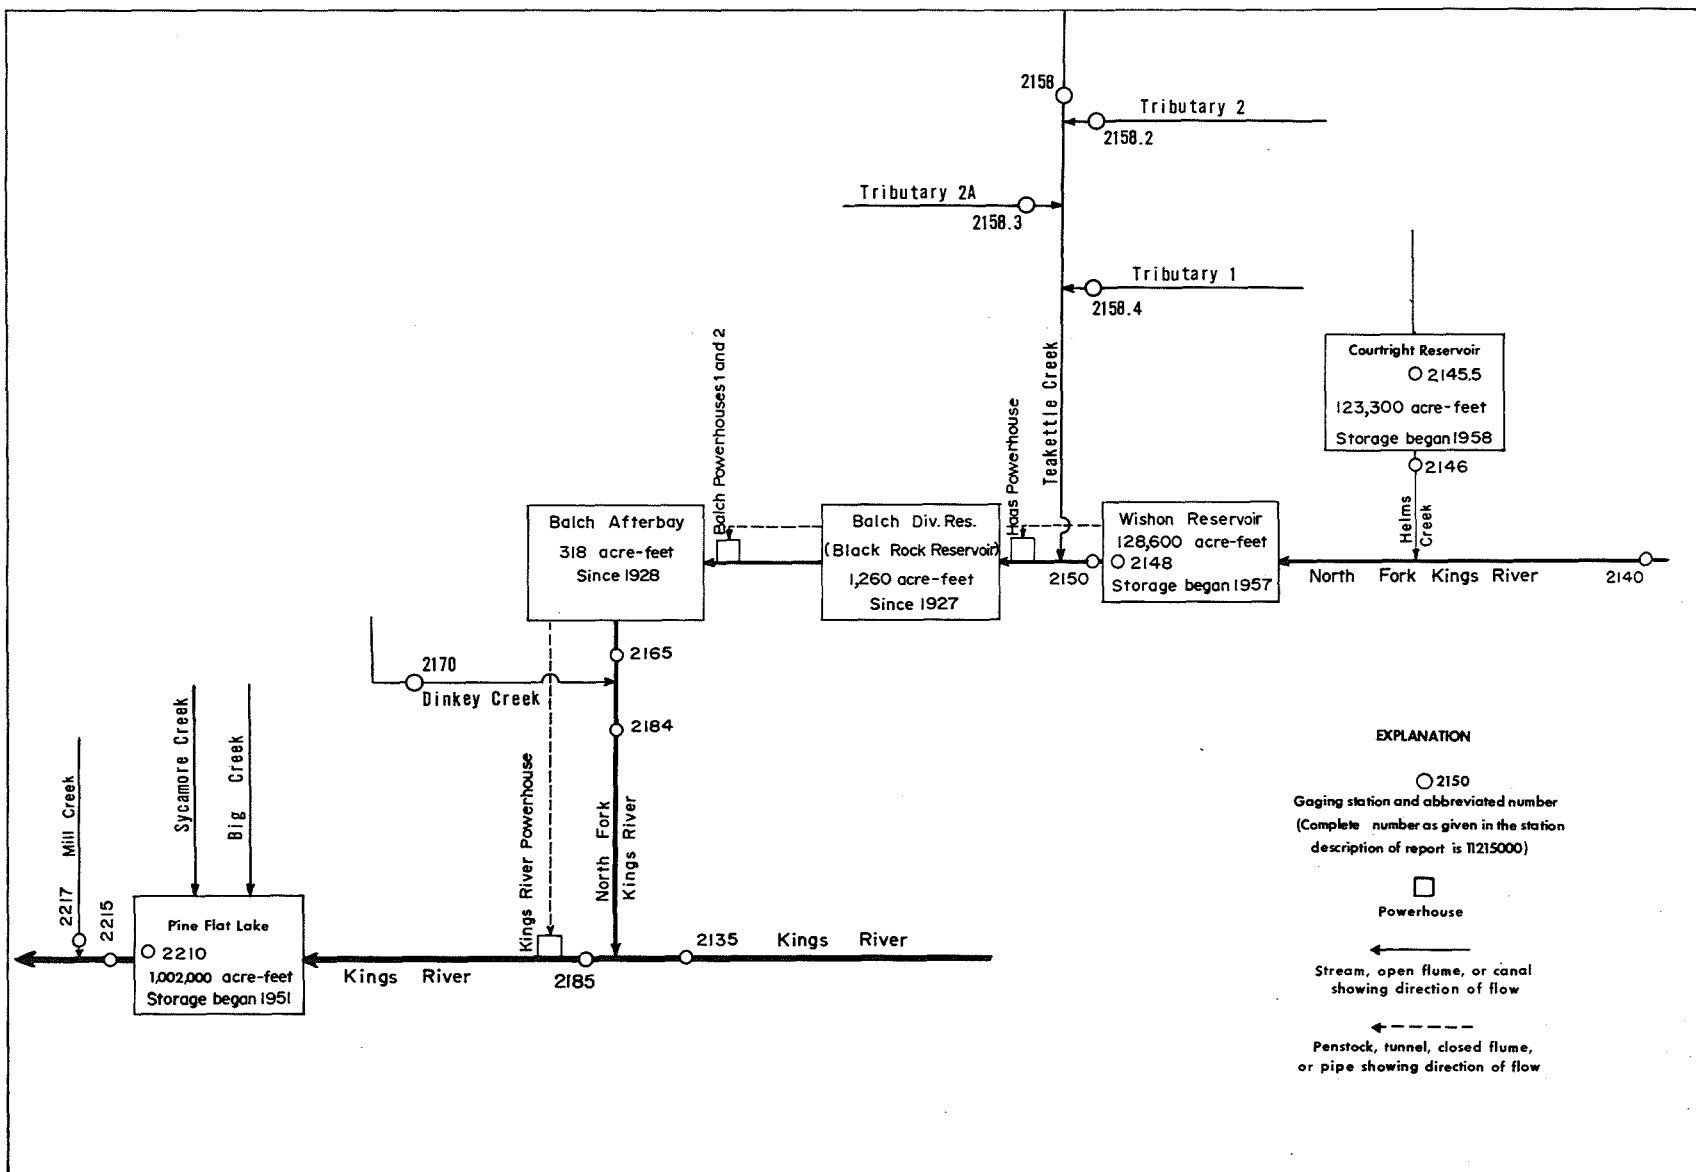 2158
Tributary 2
2158.2
Tributary 2A
2158.3
Tributary 1
2158.4
Teakettle Creek
Courtright Reservoir
2145.5
123,300 acre-feet
Storage began 1958
2146
Helms
Creek
Balch Powerhouses 1 and 2
Haas Powerhouse
Balch Afterbay
318 acre-feet
Since 1928
Balch Div. Res.
(Black Rock Reservoir)
1,260 acre-feet
Since 1927
2150
Wishon Reservoir
128,600 acre-feet
2148
Storage began 1957
North Fork Kings River
2140
2165
2170
Dinkey Creek
2184
North Fork
Kings River
Kings River Powerhouse
Sycamore Creek
Big Creek
Mill Creek
2217
2215
Pine Flat Lake
2210
1,002,000 acre-feet
Storage began 1951
Kings River
2185
2135
Kings River
EXPLANATION
2150
Gaging station and abbreviated number
(Complete number as given in the station
description of report is 11215000)
Powerhouse
Stream, open flume, or canal
showing direction of flow
Penstock, tunnel, closed flume,
or pipe showing direction of flow